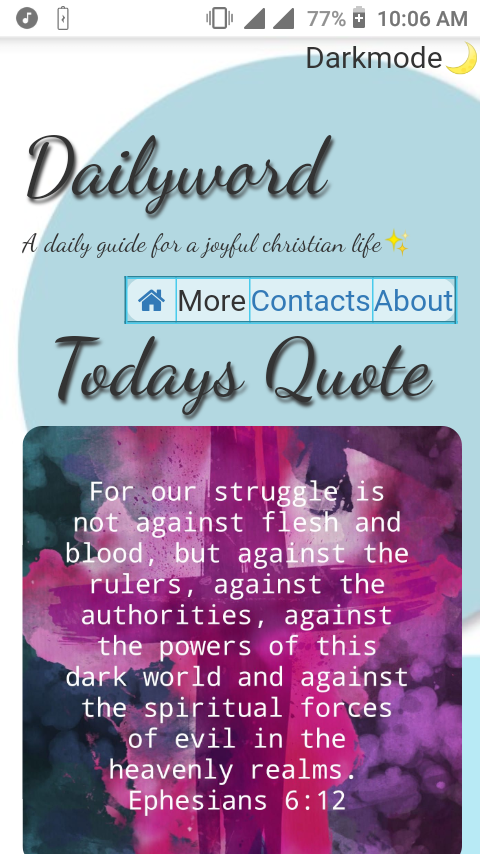 77% 10:06 AM
Darkmode🌙
Dailyword
A daily guide for a joyful christian life✨
More Contacts About
Todays Quote
For our struggle is
not against flesh and
blood, but against the
rulers, against the
authorities, against
the powers of this
dark world and against
the spiritual forces
of evil in the
heavenly realms.
Ephesians 6:12